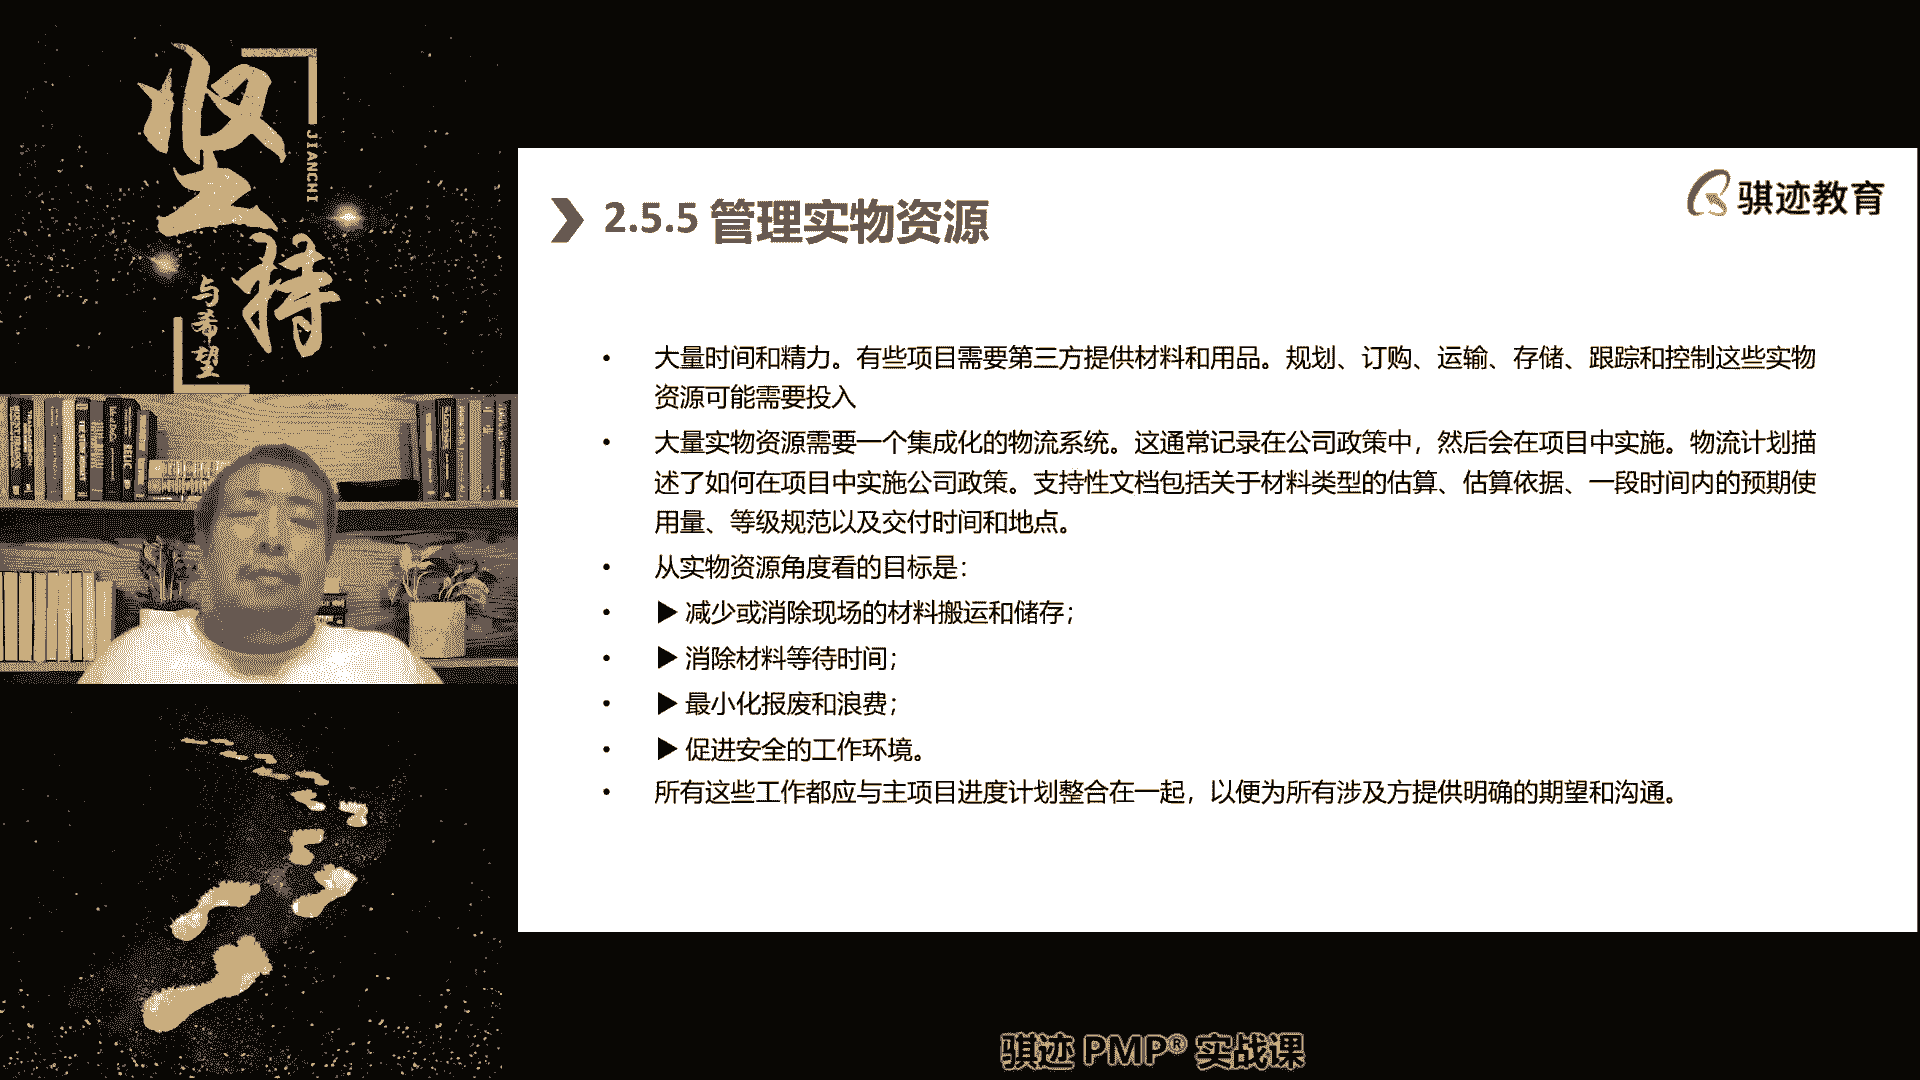 坚持
JIANCHI
与希望
骐迹教育
2.5.5 管理实物资源
• 大量时间和精力。有些项目需要第三方提供材料和用品。规划、订购、运输、存储、跟踪和控制这些实物
资源可能需要投入
• 大量实物资源需要一个集成化的物流系统。这通常记录在公司政策中，然后会在项目中实施。物流计划描
述了如何在项目中实施公司政策。支持性文档包括关于材料类型的估算、估算依据、一段时间内的预期使
用量、等级规范以及交付时间和地点。
• 从实物资源角度看的目标是：
• ▶ 减少或消除现场的材料搬运和储存；
• ▶ 消除材料等待时间；
• ▶ 最小化报废和浪费；
• ▶ 促进安全的工作环境。
• 所有这些工作都应与主项目进度计划整合在一起，以便为所有涉及方提供明确的期望和沟通。
骐迹 PMP® 实战课